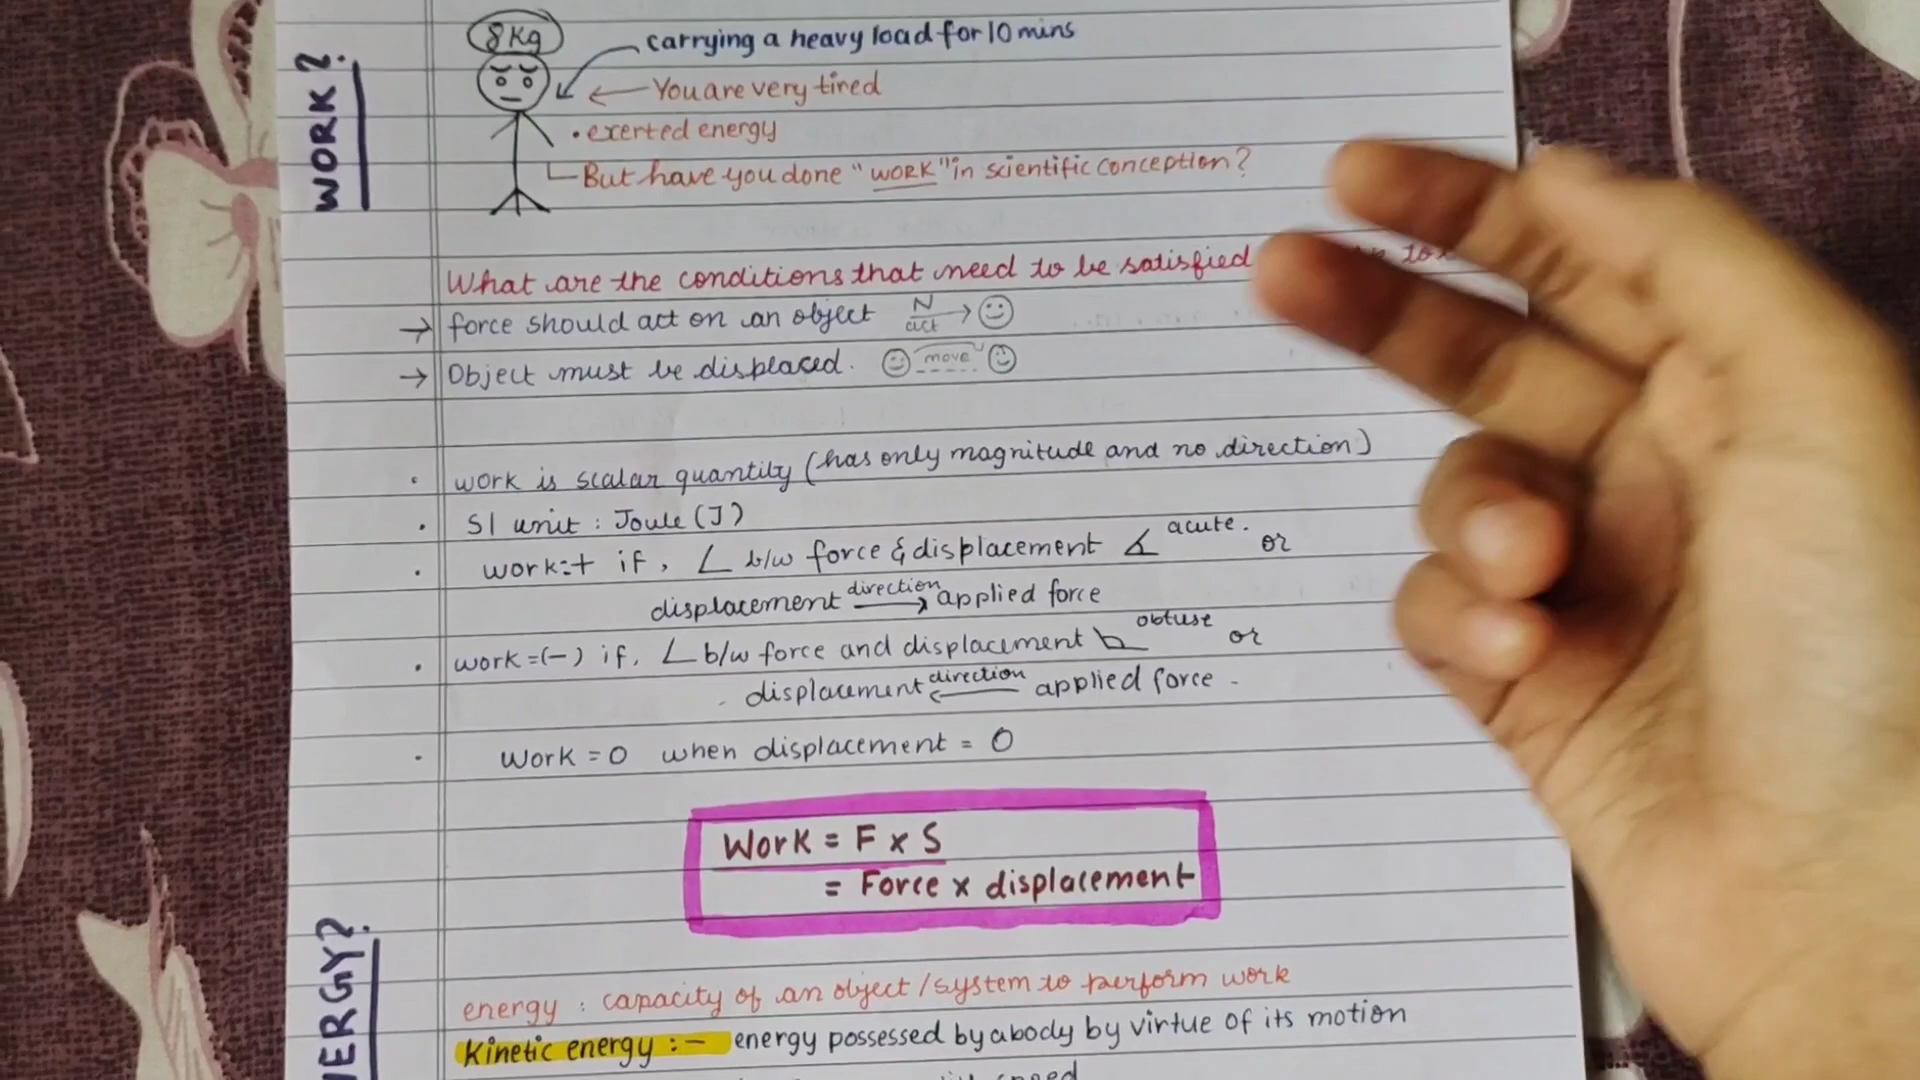 WORK?
8Kg
carrying a heavy load for 10 mins
You are very tired
• exerted energy
But have you done "WORK" in scientific conception?
What are the conditions that need to be satisfied
→ force should act on an object N act →
→ Object must be displaced. move
• work is scalar quantity (has only magnitude and no direction)
• SI unit : Joule (J)
• work:+ if, ∠ b/w force & displacement acute. or
displacement direction → applied force
• work=(-) if, ∠ b/w force and displacement obtuse or
displacement direction ← applied force.
• Work = 0 when displacement = 0
Work = F x S
= Force x displacement
ERGY?
energy : capacity of an object/system to perform work
Kinetic energy :- energy possessed by a body by virtue of its motion